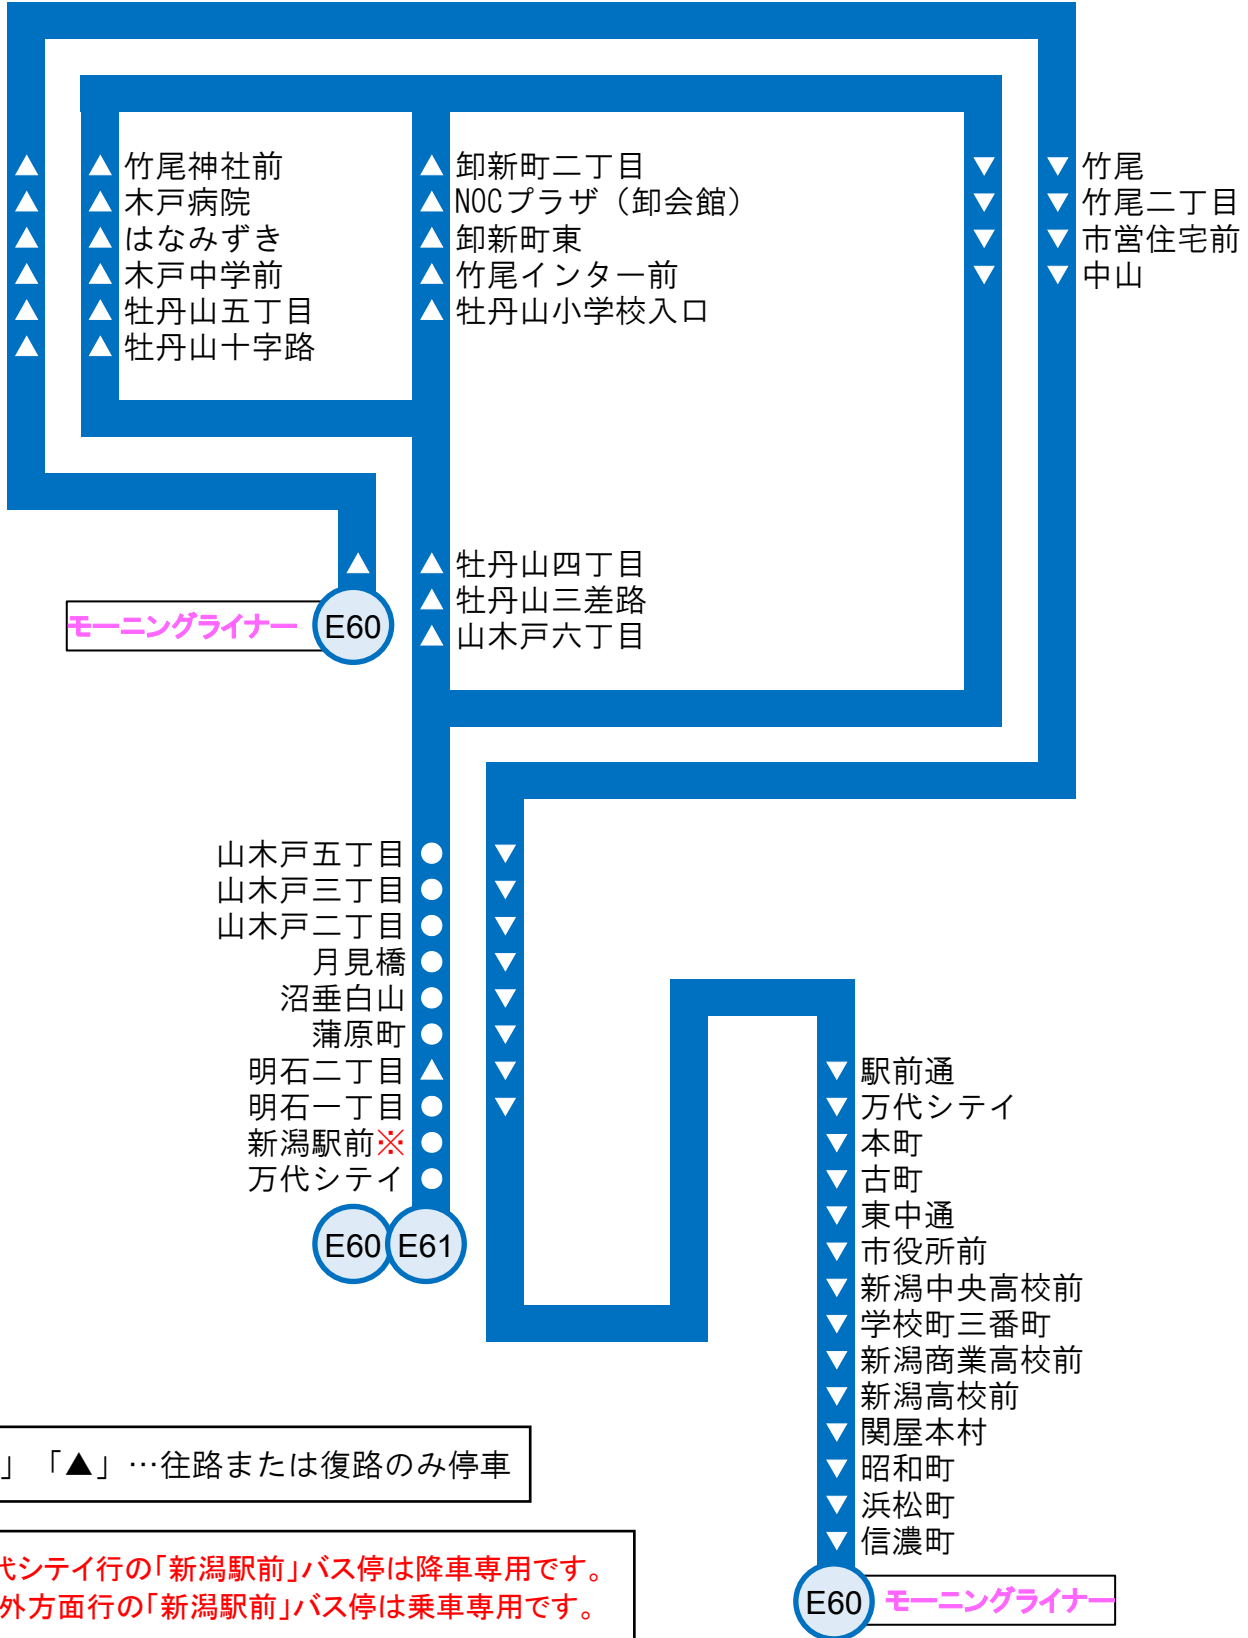 竹尾神社前
木戸病院
はなみずき
木戸中学前
牡丹山五丁目
牡丹山十字路
卸新町二丁目
NOCプラザ（卸会館）
卸新町東
竹尾インター前
牡丹山小学校入口
竹尾
竹尾二丁目
市営住宅前
中山
牡丹山四丁目
牡丹山三差路
山木戸六丁目
モーニングライナー
E60
山木戸五丁目
山木戸三丁目
山木戸二丁目
月見橋
沼垂白山
蒲原町
明石二丁目
明石一丁目
新潟駅前※
万代シテイ
E60
E61
駅前通
万代シテイ
本町
古町
東中通
市役所前
新潟中央高校前
学校町三番町
新潟商業高校前
新潟高校前
関屋本村
昭和町
浜松町
信濃町
E60
モーニングライナー
」「▲」…往路または復路のみ停車
代シテイ行の「新潟駅前」バス停は降車専用です。
外方面行の「新潟駅前」バス停は乗車専用です。